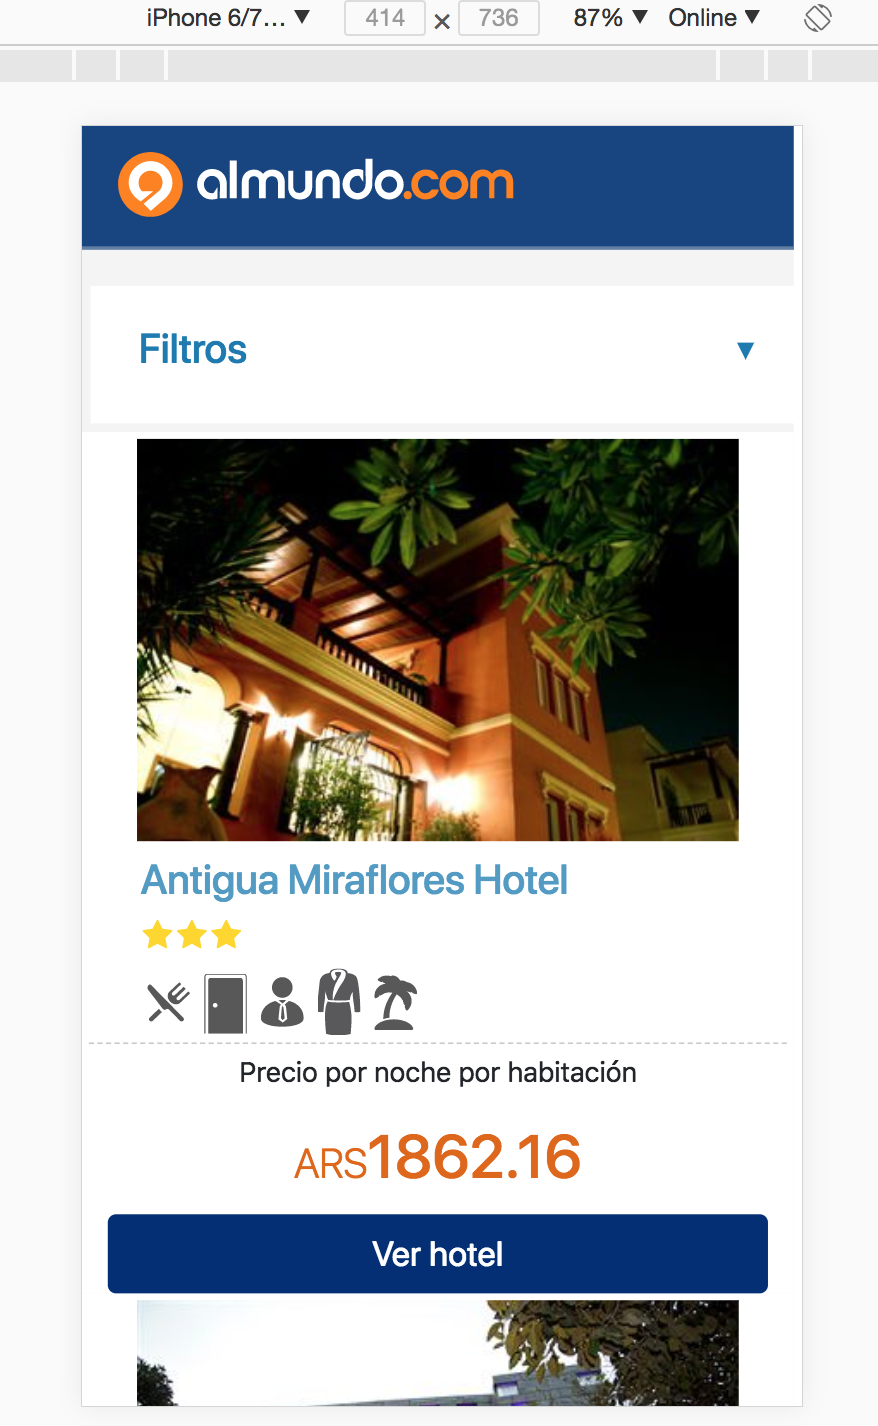 iPhone 6/7... ▼ 414 × 736 87% ▼ Online ▼
almundo.com
Filtros ▼
Antigua Miraflores Hotel
Precio por noche por habitación
ARS1862.16
Ver hotel